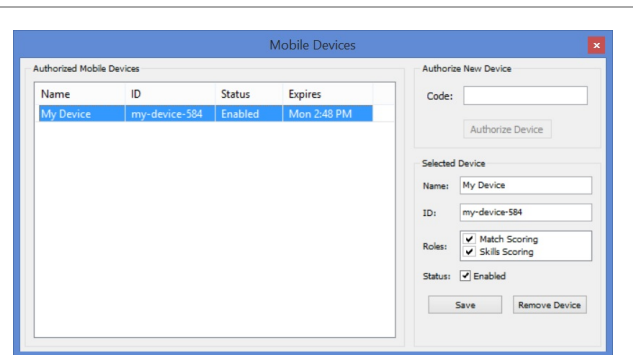 Mobile Devices
Authorized Mobile Devices
Name ID Status Expires
My Device my-device-584 Enabled Mon 2:48 PM
Authorize New Device
Code:
Authorize Device
Selected Device
Name: My Device
ID: my-device-584
Roles: Match Scoring
Skills Scoring
Status: Enabled
Save Remove Device